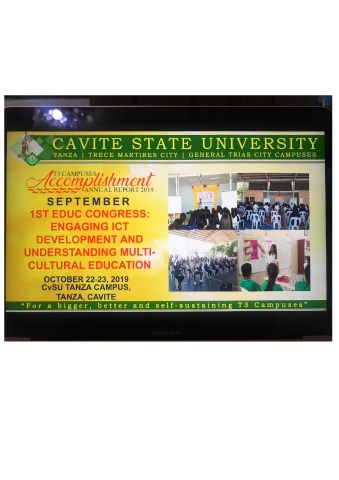 CAVITE STATE UNIVERSITY
TANZA | TRECE MARTIRES CITY | GENERAL TRIAS CITY CAMPUSES
T3 CAMPUSES
Accomplishment
ANNUAL REPORT 2019
SEPTEMBER
1ST EDUC CONGRESS:
ENGAGING ICT
DEVELOPMENT AND
UNDERSTANDING MULTI-
CULTURAL EDUCATION
OCTOBER 22-23, 2019
CvSU TANZA CAMPUS,
TANZA, CAVITE
"For a bigger, better and self-sustaining T3 Campuses"
MacBook Air